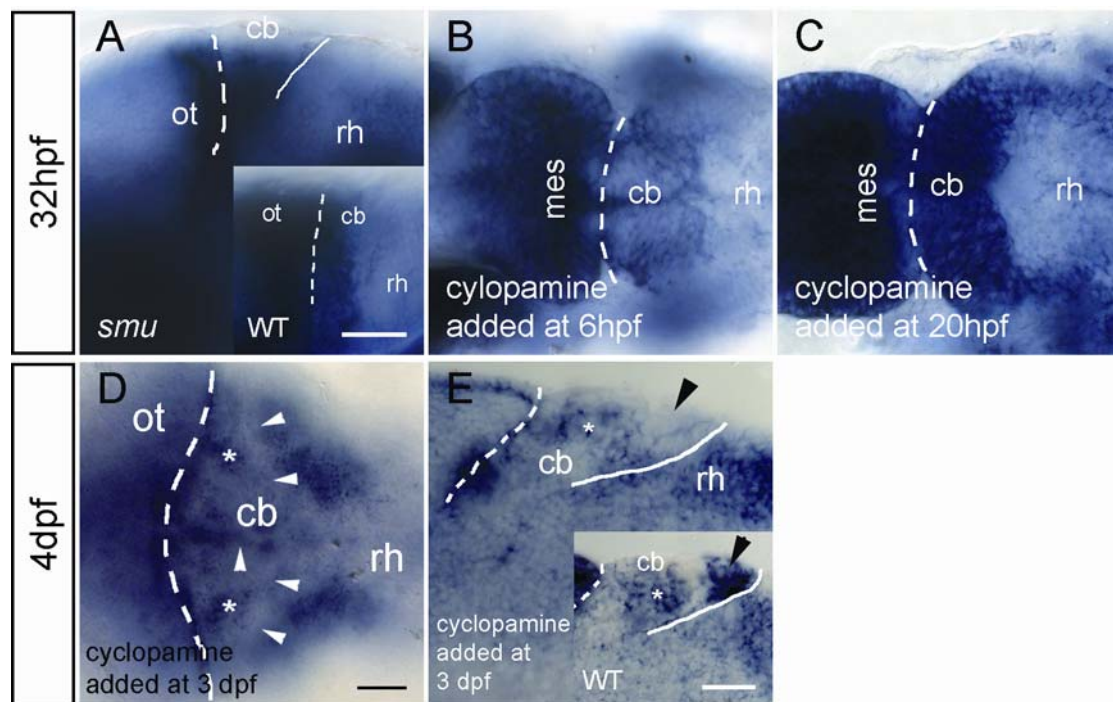 32hpf
A
cb
ot
rh
smu
ot
cb
rh
WT
B
mes
cb
rh
cylopamine
added at 6hpf
C
mes
cb
rh
cyclopamine
added at 20hpf
4dpf
D
ot
*
cb
rh
*
cyclopamine
added at 3 dpf
E
*
cb
rh
cyclopamine
added at
3 dpf
cb
*
WT